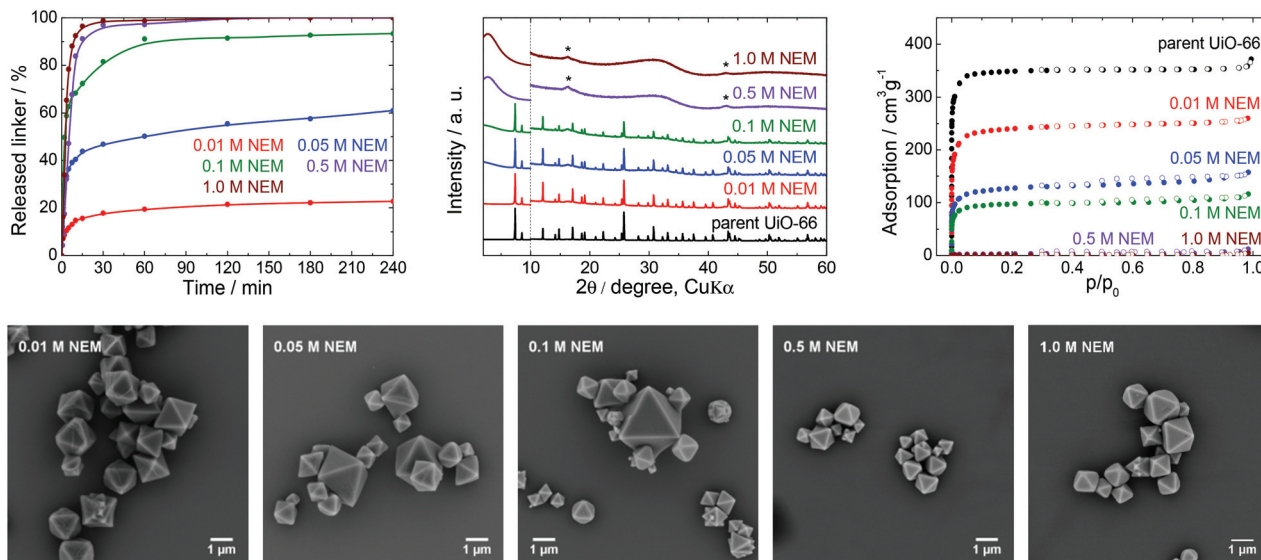 100
80
60
40
20
0
Released linker / %
0.01 M NEM 0.05 M NEM
0.1 M NEM 0.5 M NEM
1.0 M NEM
0 30 60 90 120 150 180 210 240
Time / min
Intensity / a. u.
* 1.0 M NEM *
* 0.5 M NEM *
0.1 M NEM
0.05 M NEM
0.01 M NEM
parent UiO-66
10 20 30 40 50 60
2θ / degree, CuKα
400
300
200
100
0
Adsorption / cm³g⁻¹
parent UiO-66
0.01 M NEM
0.05 M NEM
0.1 M NEM
0.5 M NEM 1.0 M NEM
0.0 0.2 0.4 0.6 0.8 1.0
p/p₀
0.01 M NEM
1 µm
0.05 M NEM
1 µm
0.1 M NEM
1 µm
0.5 M NEM
1 µm
1.0 M NEM
1 µm